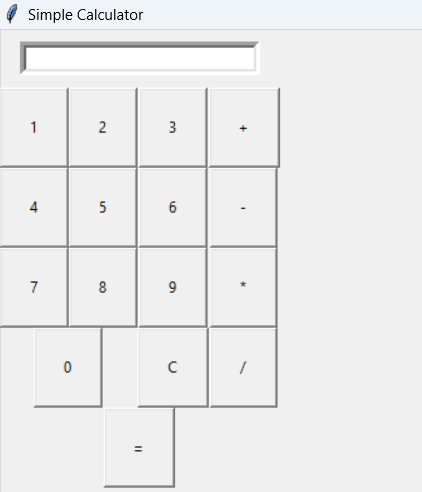 Simple Calculator
1 2 3 +
4 5 6 -
7 8 9 *
0 C /
=